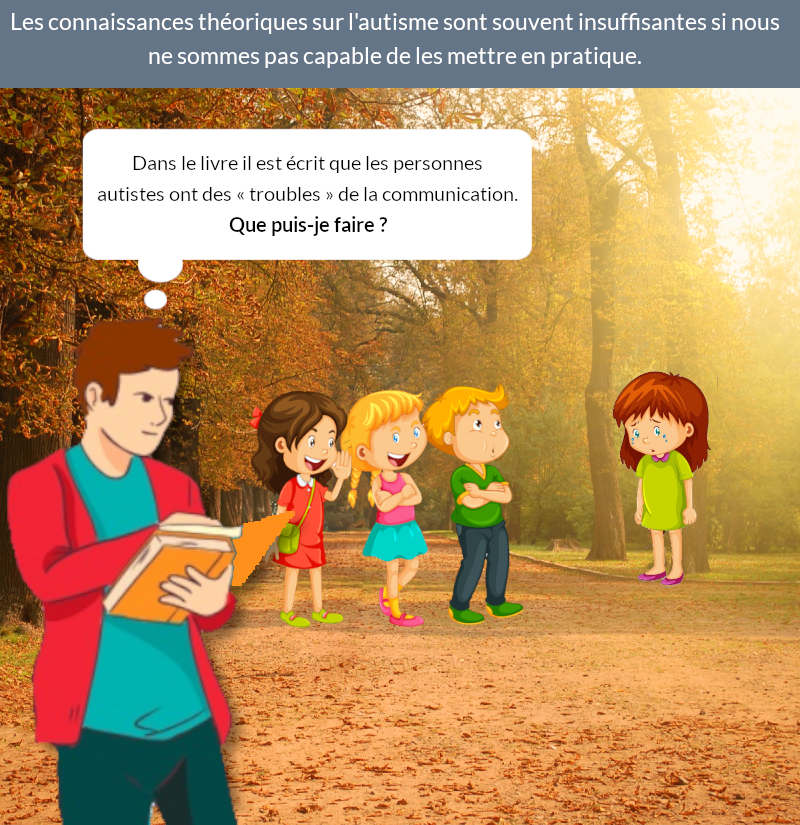 Les connaissances théoriques sur l'autisme sont souvent insuffisantes si nous
ne sommes pas capable de les mettre en pratique.
Dans le livre il est écrit que les personnes
autistes ont des « troubles » de la communication.
Que puis-je faire ?